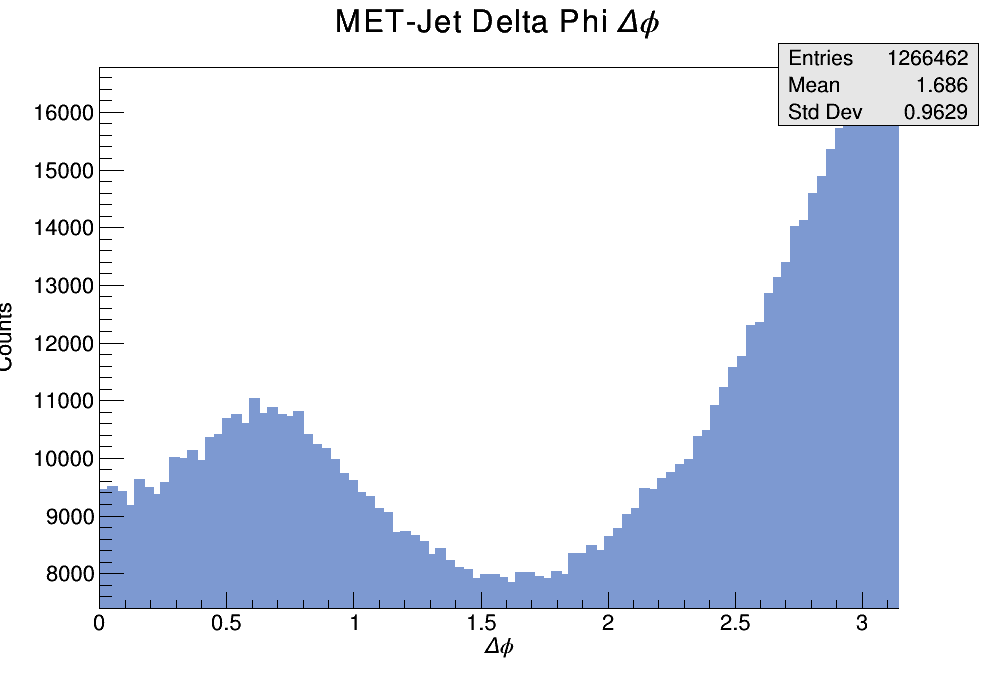 MET-Jet Delta Phi Δϕ
Entries 1266462
Mean 1.686
Std Dev 0.9629
16000
15000
14000
13000
12000
11000
10000
9000
8000
Counts
0 0.5 1 1.5 2 2.5 3
Δϕ